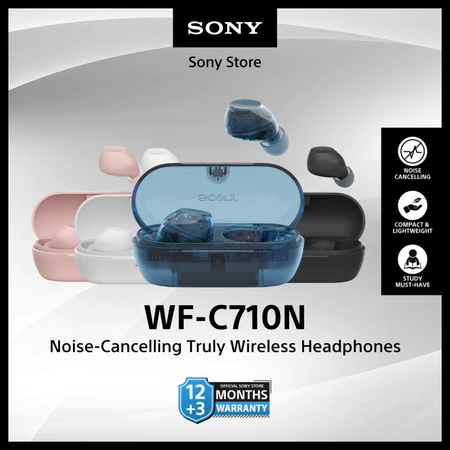 SONY
Sony Store
SONY
NOISE
CANCELLING
COMPACT &
LIGHTWEIGHT
STUDY
MUST-HAVE
WF-C710N
Noise-Cancelling Truly Wireless Headphones
12
+3
OFFICIAL SONY STORE
MONTHS
WARRANTY